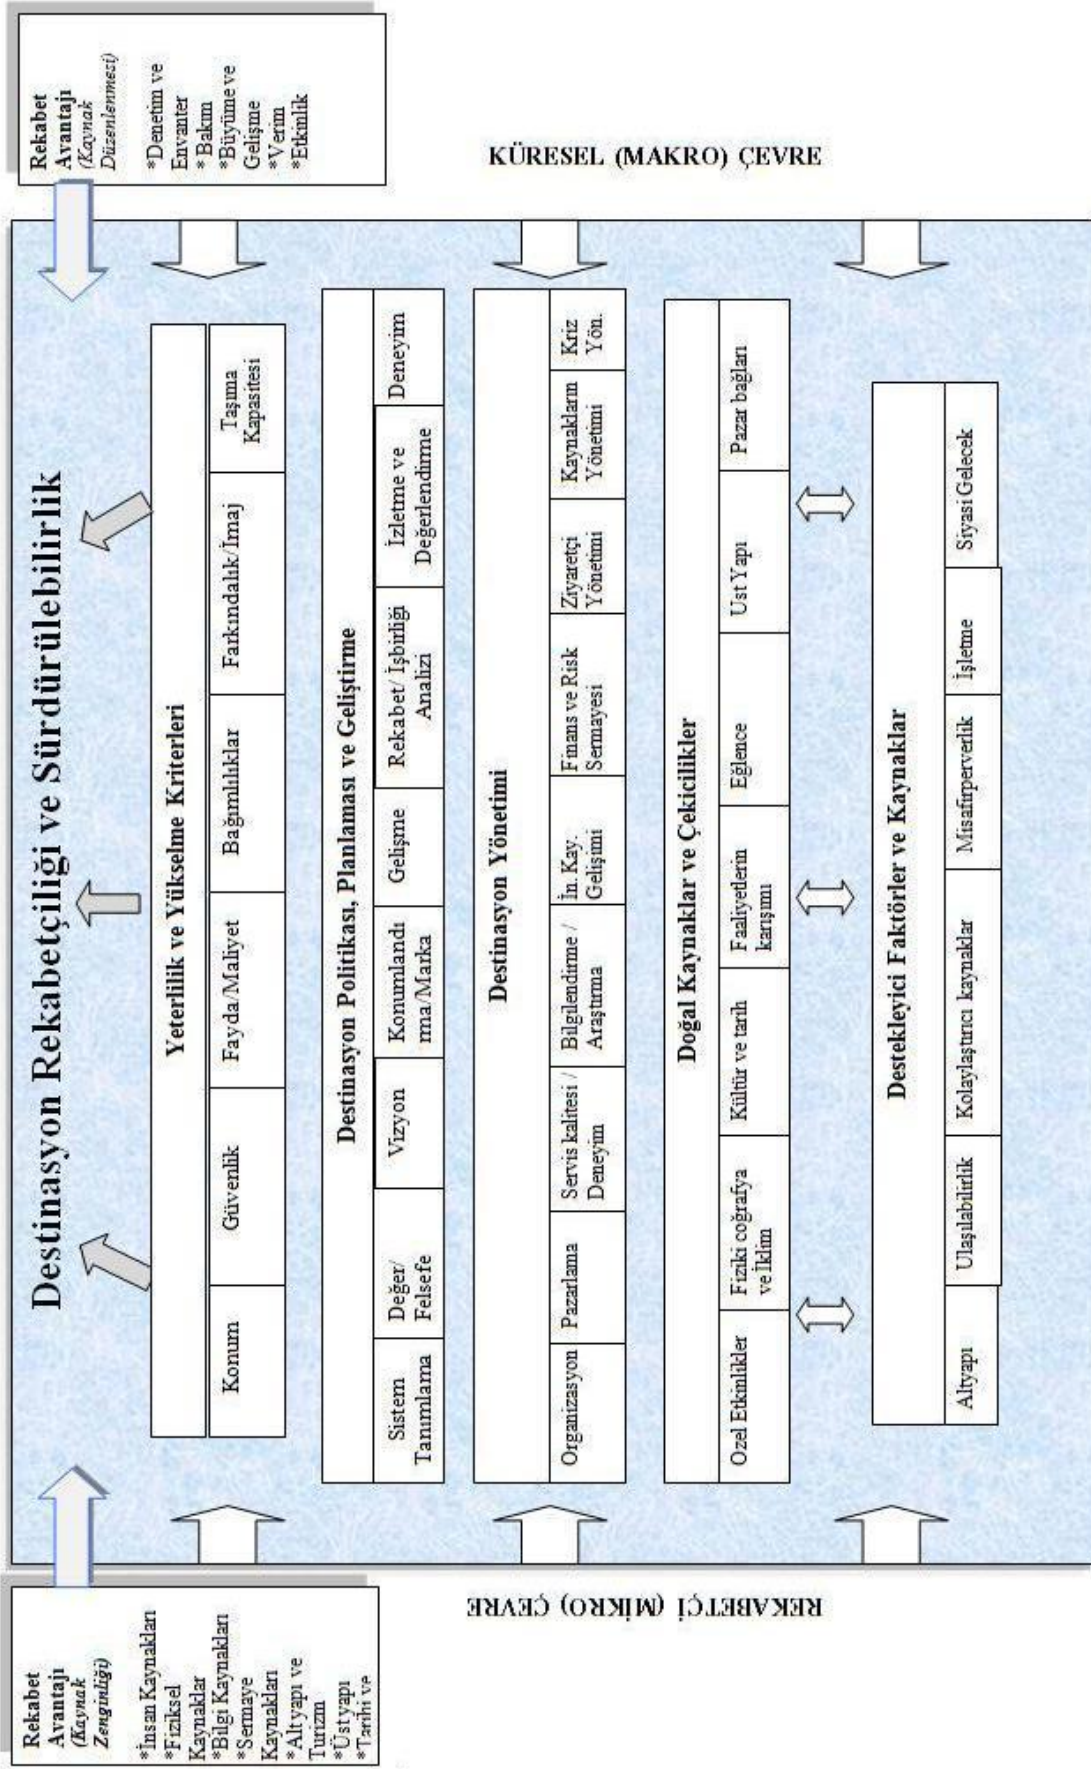 Destinasyon Rekabetçiliği ve Sürdürülebilirlik
Rekabet
Avantajı
(Kaynak
Zenginliği)
*İnsan Kaynakları
*Fiziksel
Kaynaklar
*Bilgi Kaynakları
*Sermaye
Kaynakları
*Altyapı ve
Turizm
*Üstyapı
*Tarihi ve
Rekabet
Avantajı
(Kaynak
Düzenlenmesi)
*Denetim ve
Envanter
*Bakım
*Büyüme ve
Gelişme
*Verim
*Etkinlik
REKABETÇİ (MİKRO) ÇEVRE
KÜRESEL (MAKRO) ÇEVRE
Yeterlilik ve Yükselme Kriterleri
Konum
Güvenlik
Fayda/Maliyet
Bağımlılıklar
Farkındalık/İmaj
Taşıma
Kapasitesi
Destinasyon Politikası, Planlaması ve Geliştirme
Sistem
Tanımlama
Değer/
Felsefe
Vizyon
Konumlandı
rma/Marka
Gelişme
Rekabet/ İşbirliği
Analizi
İzletme ve
Değerlendirme
Deneyim
Destinasyon Yönetimi
Organizasyon
Pazarlama
Servis kalitesi /
Deneyim
Bilgilendirme /
Araştırma
İn. Kay.
Gelişimi
Finans ve Risk
Sermayesi
Ziyaretçi
Yönetimi
Kaynakların
Yönetimi
Kriz
Yön.
Doğal Kaynaklar ve Çekicilikler
Ozel Etkinlikler
Fiziki coğrafya
ve İklim
Kültür ve tarih
Faaliyetlerin
karışımı
Eğlence
Ust Yapı
Pazar bağları
Destekleyici Faktörler ve Kaynaklar
Altyapı
Ulaşılabilirlik
Kolaylaştırıcı kaynaklar
Misafirperverlik
İşletme
Siyasi Gelecek